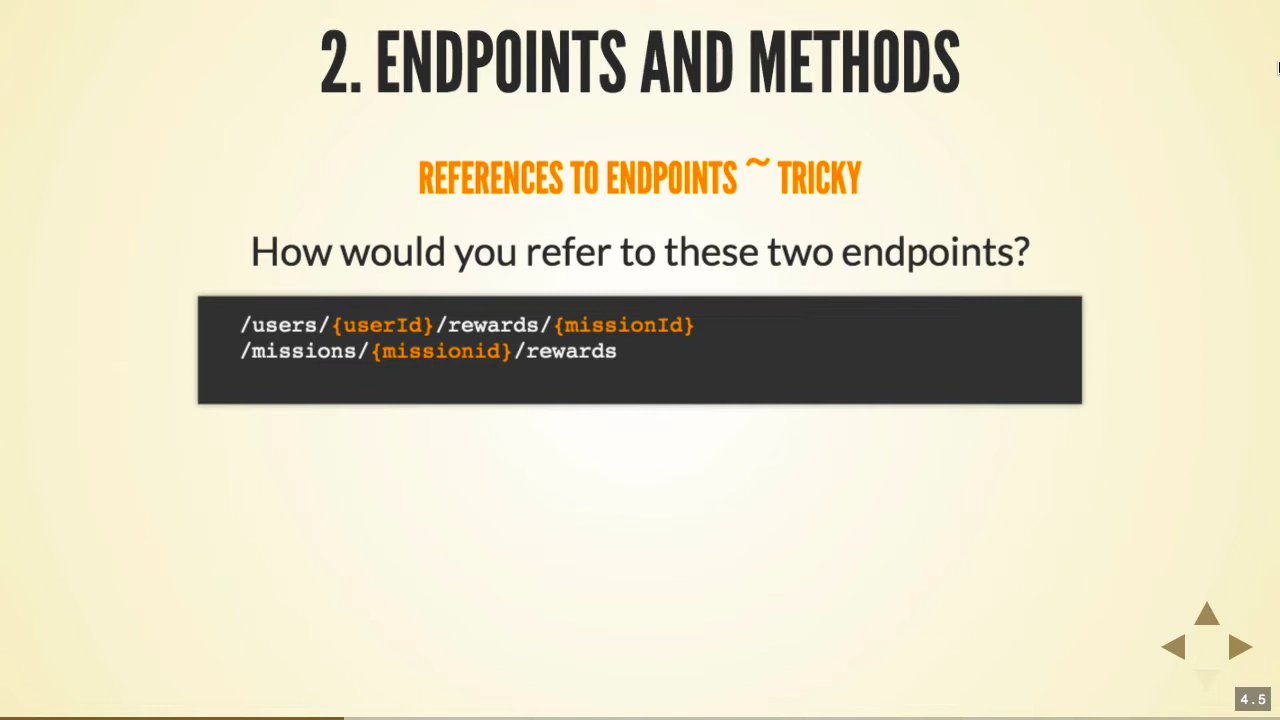 2. ENDPOINTS AND METHODS
REFERENCES TO ENDPOINTS ~ TRICKY
How would you refer to these two endpoints?
/users/{userId}/rewards/{missionId}
/missions/{missionid}/rewards
4.5